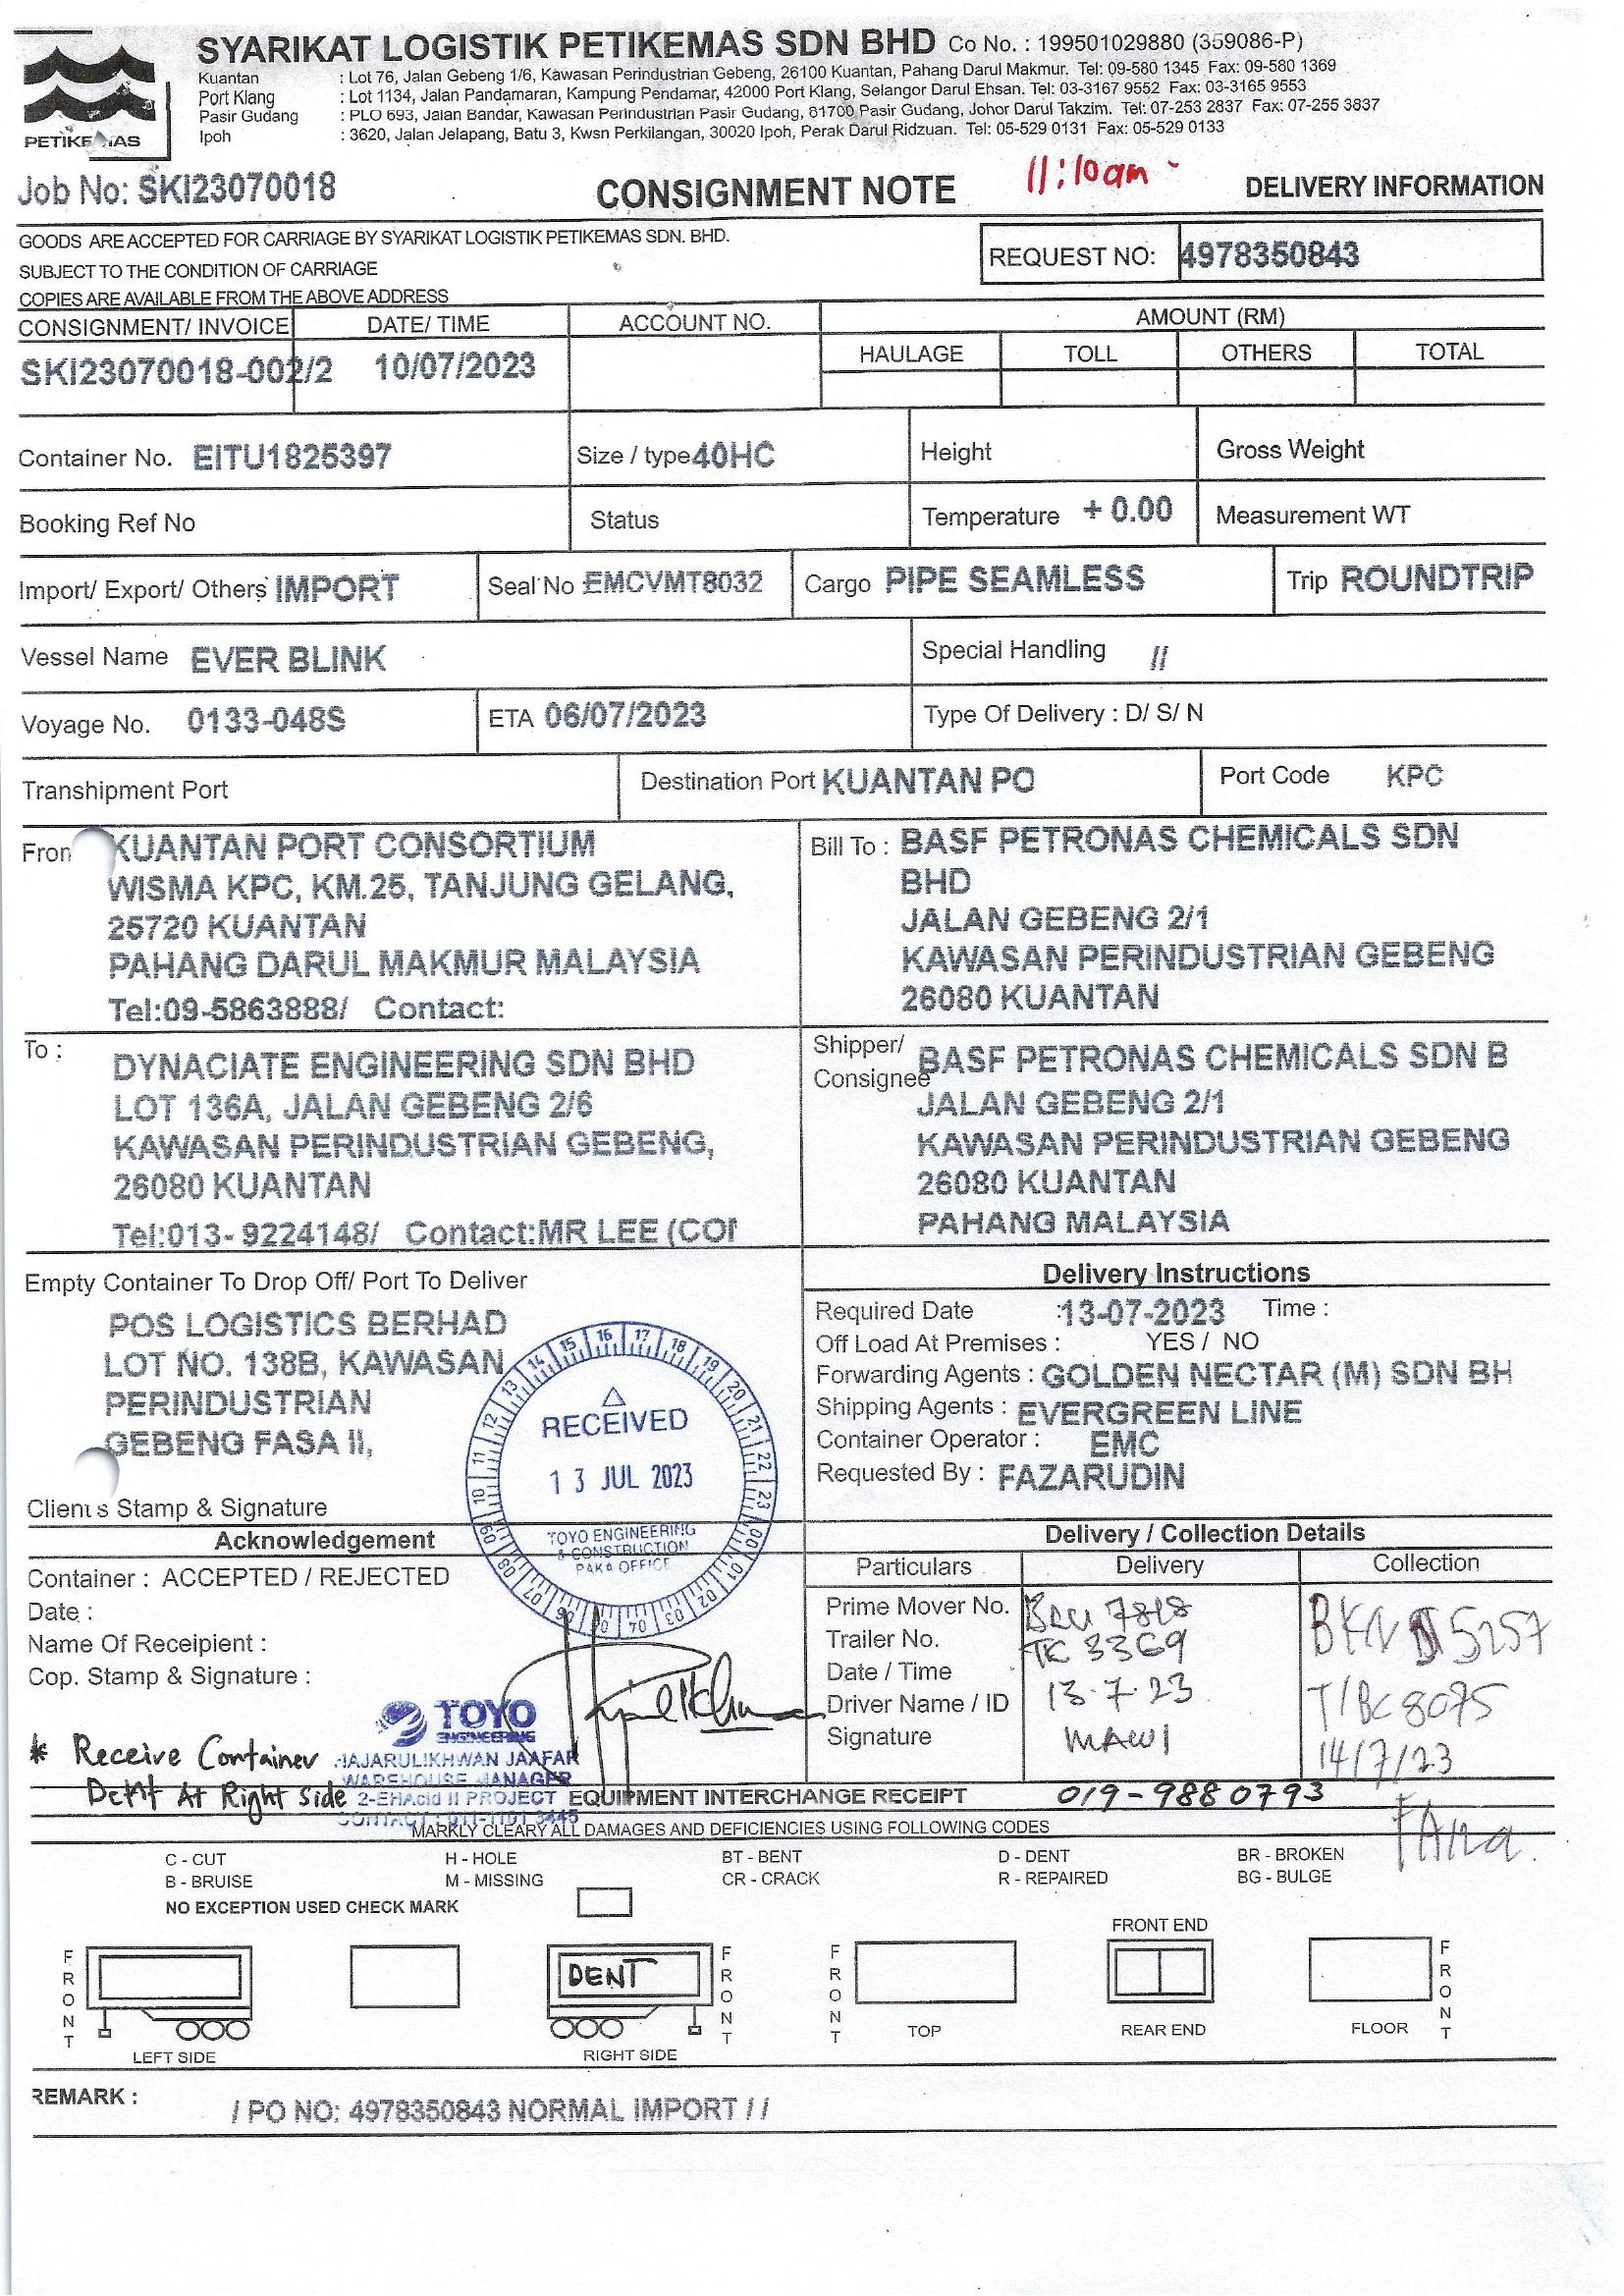 SYARIKAT LOGISTIK PETIKEMAS SDN BHD Co No. : 199501029880 (359086-P)
Kuantan : Lot 76, Jalan Gebeng 1/6, Kawasan Perindustrian Gebeng, 26100 Kuantan, Pahang Darul Makmur. Tel: 09-580 1345 Fax: 09-580 1369
Port Klang : Lot 1134, Jalan Pandamaran, Kampung Pendamar, 42000 Port Klang, Selangor Darul Ehsan. Tel: 03-3167 9552 Fax: 03-3165 9553
Pasir Gudang : PLO 693, Jalan Bandar, Kawasan Perindustrian Pasir Gudang, 81700 Pasir Gudang, Johor Darul Takzim. Tel: 07-253 2837 Fax: 07-255 3837
Ipoh : 3620, Jalan Jelapang, Batu 3, Kwsn Perkilangan, 30020 Ipoh, Perak Darul Ridzuan. Tel: 05-529 0131 Fax: 05-529 0133
Job No: SKI23070018 CONSIGNMENT NOTE 11:10am - DELIVERY INFORMATION
GOODS ARE ACCEPTED FOR CARRIAGE BY SYARIKAT LOGISTIK PETIKEMAS SDN. BHD.
SUBJECT TO THE CONDITION OF CARRIAGE
COPIES ARE AVAILABLE FROM THE ABOVE ADDRESS
REQUEST NO: 4978350843
CONSIGNMENT/ INVOICE DATE/ TIME ACCOUNT NO. AMOUNT (RM)
HAULAGE TOLL OTHERS TOTAL
SKI23070018-002/2 10/07/2023
Container No. EITU1825397 Size / type 40HC Height Gross Weight
Booking Ref No Status Temperature + 0.00 Measurement WT
Import/ Export/ Others IMPORT Seal No EMCVMT8032 Cargo PIPE SEAMLESS Trip ROUNDTRIP
Vessel Name EVER BLINK Special Handling //
Voyage No. 0133-048S ETA 06/07/2023 Type Of Delivery : D/ S/ N
Transhipment Port Destination Port KUANTAN PO Port Code KPC
KUANTAN PORT CONSORTIUM
WISMA KPC, KM.25, TANJUNG GELANG,
25720 KUANTAN
PAHANG DARUL MAKMUR MALAYSIA
Tel:09-5863888/ Contact:
Bill To : BASF PETRONAS CHEMICALS SDN
BHD
JALAN GEBENG 2/1
KAWASAN PERINDUSTRIAN GEBENG
26080 KUANTAN
To :
DYNACIATE ENGINEERING SDN BHD
LOT 136A, JALAN GEBENG 2/6
KAWASAN PERINDUSTRIAN GEBENG,
26080 KUANTAN
Tel:013- 9224148/ Contact:MR LEE
Shipper/
Consignee BASF PETRONAS CHEMICALS SDN B
JALAN GEBENG 2/1
KAWASAN PERINDUSTRIAN GEBENG
26080 KUANTAN
PAHANG MALAYSIA
Empty Container To Drop Off/ Port To Deliver
POS LOGISTICS BERHAD
LOT NO. 138B, KAWASAN
PERINDUSTRIAN
GEBENG FASA II,
Delivery Instructions
Required Date :13-07-2023 Time :
Off Load At Premises : YES / NO
Forwarding Agents : GOLDEN NECTAR (M) SDN BH
Shipping Agents : EVERGREEN LINE
Container Operator : EMC
Requested By : FAZARUDIN
RECEIVED
13 JUL 2023
TOYO ENGINEERING
& CONSTRUCTION
PAKA OFFICE
Stamp & Signature
Acknowledgement
Container : ACCEPTED / REJECTED
Date :
Name Of Receipient :
Cop. Stamp & Signature :
Delivery / Collection Details
Particulars Delivery Collection
Prime Mover No.
Trailer No. TC 3369
Date / Time 13.7.23
Driver Name / ID MAWI
Signature
019-9880793
T/BC 8075
14/7/23
TOYO
ENGINEERING
WAREHOUSE MANAGER
2-EHAcid II PROJECT
* Receive Container
Dent At Right Side
EQUIPMENT INTERCHANGE RECEIPT
MARKLY CLEARY ALL DAMAGES AND DEFICIENCIES USING FOLLOWING CODES
C - CUT H - HOLE BT - BENT D - DENT BR - BROKEN
B - BRUISE M - MISSING CR - CRACK R - REPAIRED BG - BULGE
NO EXCEPTION USED CHECK MARK
FRONT END
FRONT DENT FRONT FRONT FRONT
LEFT SIDE RIGHT SIDE TOP REAR END FLOOR
REMARK : / PO NO: 4978350843 NORMAL IMPORT / /